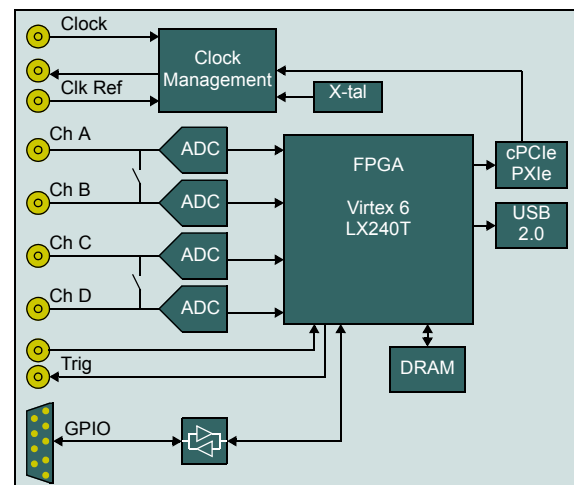 Clock
Clk Ref
Clock
Management
X-tal
Ch A
ADC
Ch B
ADC
Ch C
ADC
Ch D
ADC
FPGA
Virtex 6
LX240T
cPCIe
PXIe
USB
2.0
Trig
DRAM
GPIO